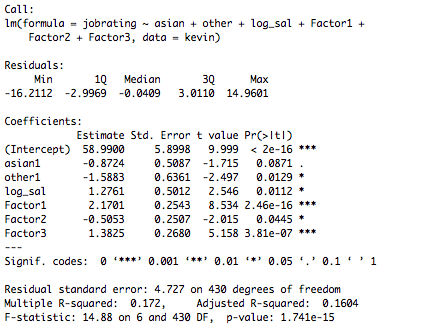 Call:
lm(formula = jobrating ~ asian + other + log_sal + Factor1 +
    Factor2 + Factor3, data = kevin)
Residuals:
     Min       1Q   Median       3Q      Max
-16.2112  -2.9969  -0.0409   3.0110  14.9601
Coefficients:
            Estimate Std. Error t value Pr(>|t|)
(Intercept)  58.9900     5.8998   9.999  < 2e-16 ***
asian1       -0.8724     0.5087  -1.715   0.0871 .
other1       -1.5883     0.6361  -2.497   0.0129 *
log_sal       1.2761     0.5012   2.546   0.0112 *
Factor1       2.1701     0.2543   8.534 2.46e-16 ***
Factor2      -0.5053     0.2507  -2.015   0.0445 *
Factor3       1.3825     0.2680   5.158 3.81e-07 ***
---
Signif. codes:  0 ‘***’ 0.001 ‘**’ 0.01 ‘*’ 0.05 ‘.’ 0.1 ‘ ’ 1
Residual standard error: 4.727 on 430 degrees of freedom
Multiple R-squared:  0.172,     Adjusted R-squared:  0.1604
F-statistic: 14.88 on 6 and 430 DF,  p-value: 1.741e-15